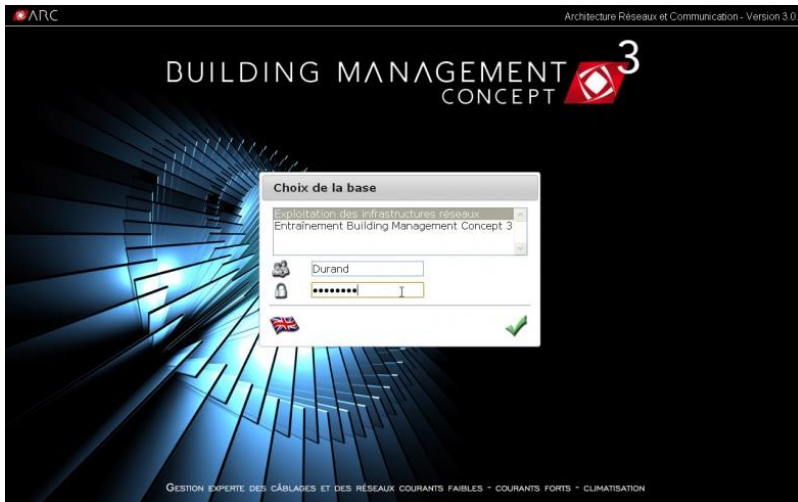 ARC
Architecture Réseaux et Communication - Version 3.0.
BUILDING MANAGEMENT 3
CONCEPT
Choix de la base
Exploitation des infrastructures réseaux
Entraînement Building Management Concept 3
Durand
••••••••
GESTION EXPERTE DES CÂBLAGES ET DES RÉSEAUX COURANTS FAIBLES - COURANTS FORTS - CLIMATISATION